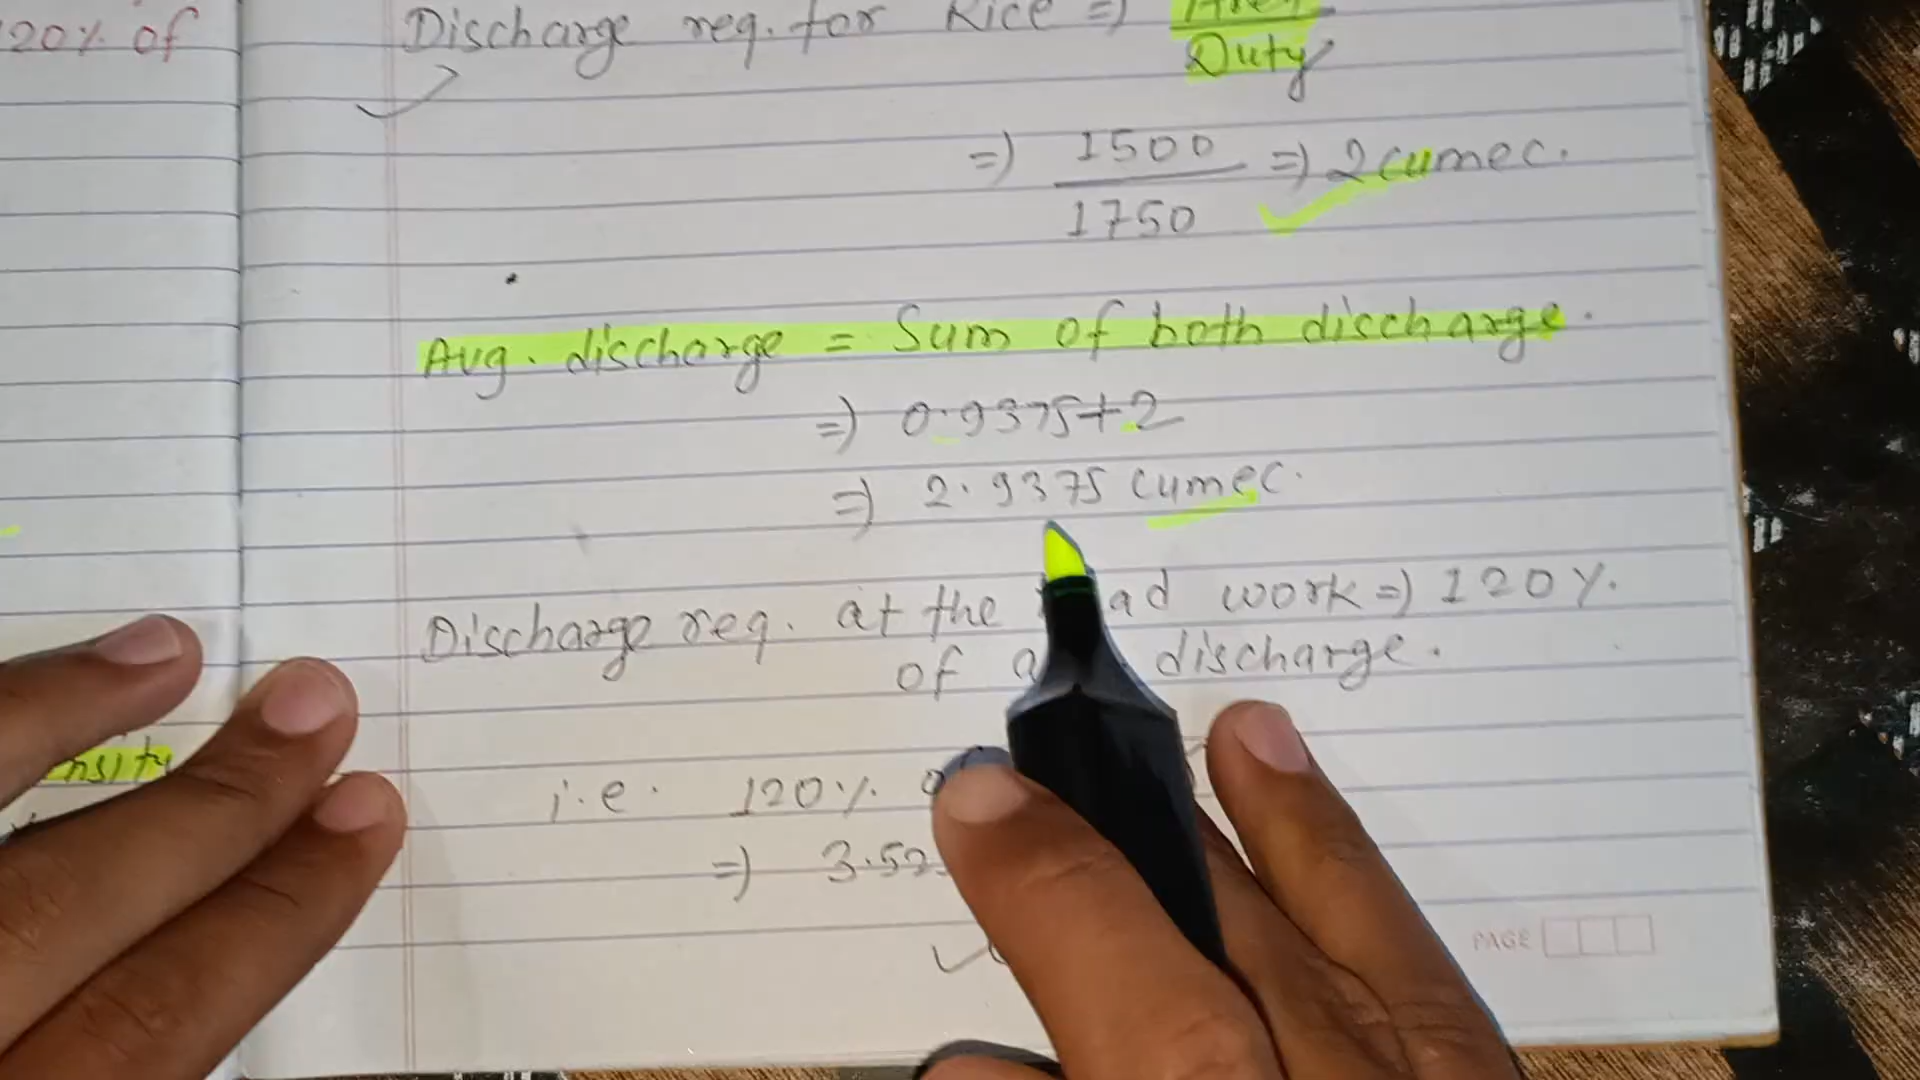 20% of
Discharge req. for Rice =>
Duty
=> 1500 => 2 cumec.
1750
Avg. discharge = Sum of both discharge.
=> 0.9375+2
=> 2.9375 cumec.
Discharge req. at the work => 120%.
of discharge.
i.e. 120%.
=> 3.52
PAGE